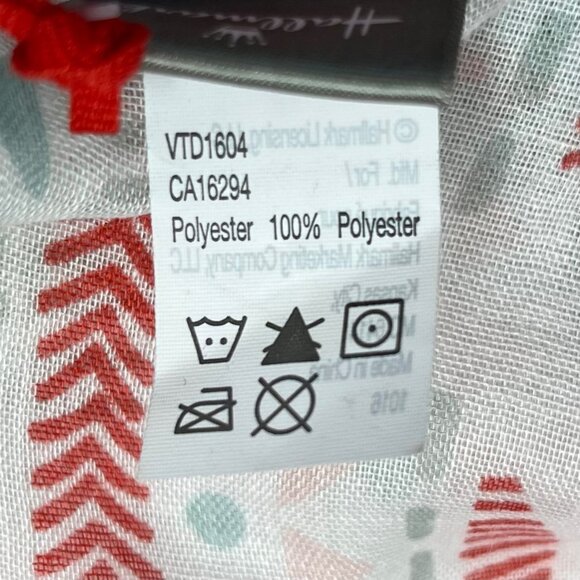 Hallmark
VTD1604
CA16294
Polyester 100% Polyester
© Hallmark Licensing, LLC
Mfd. For /
Hallmark Marketing Company, LLC
Kansas City,
Made in China
1016